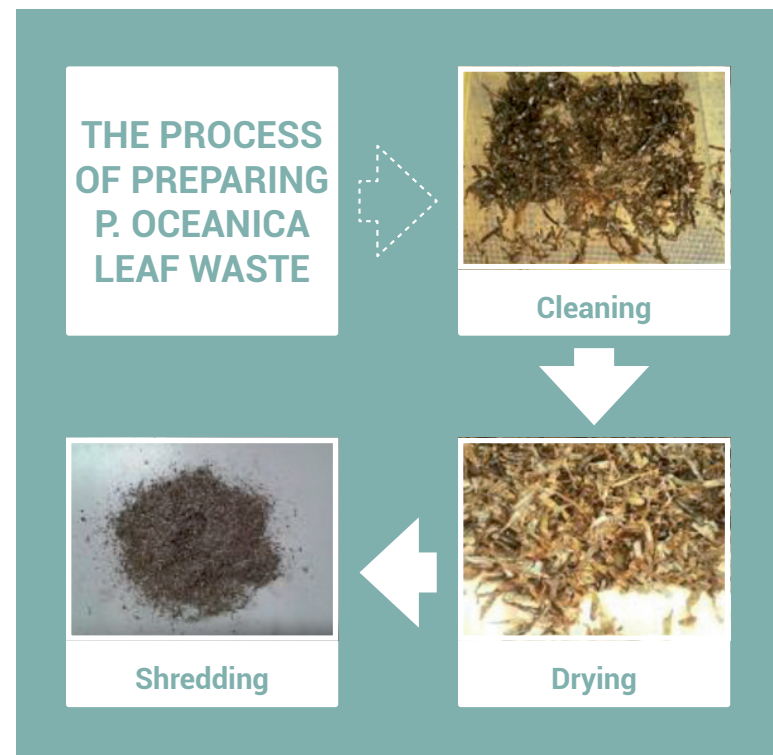 THE PROCESS
OF PREPARING
P. OCEANICA
LEAF WASTE
Cleaning
Drying
Shredding